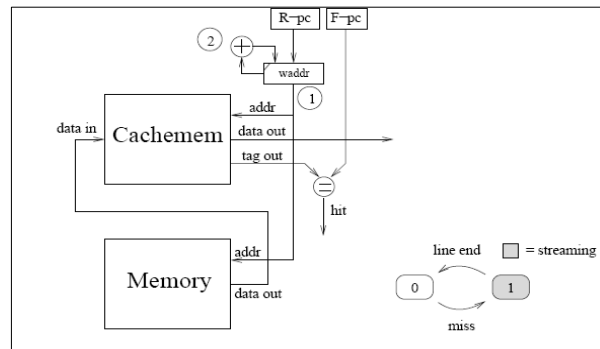 R-pc F-pc
2
+
waddr
1
addr
data in
Cachemem
data out
tag out
=
hit
addr
Memory
data out
line end = streaming
0 1
miss